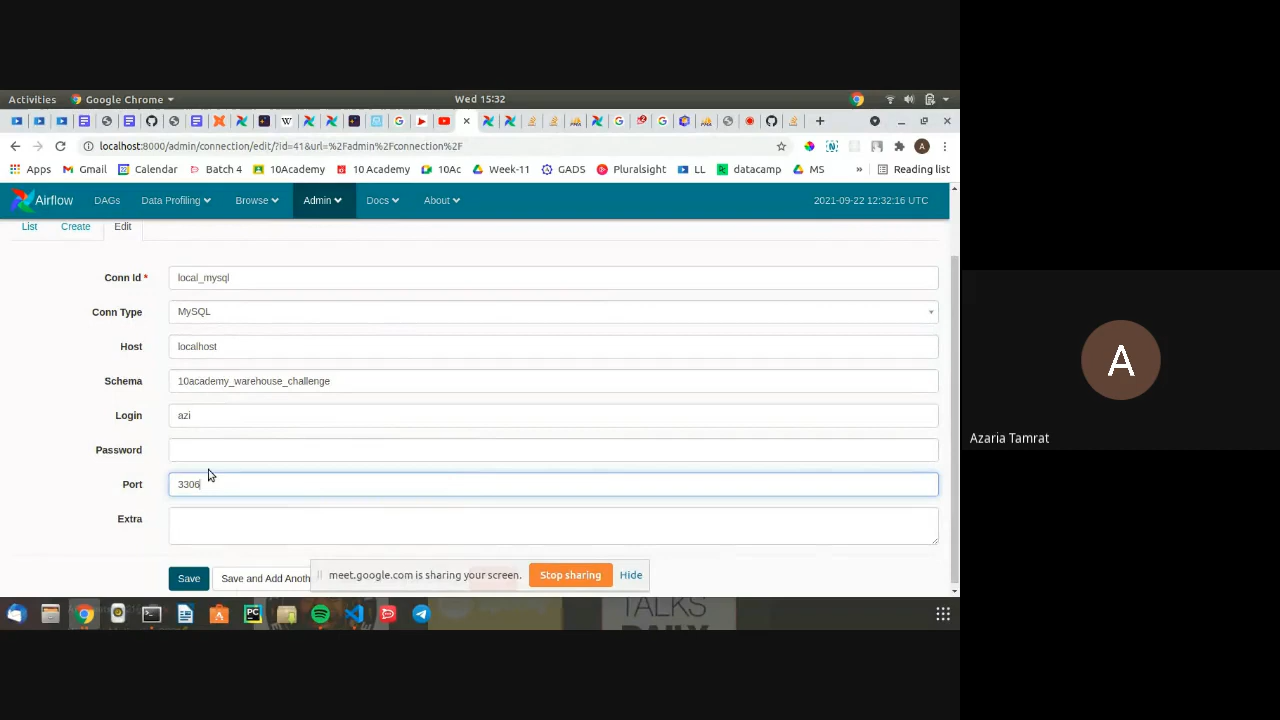 Activities Google Chrome Wed 15:32
localhost:8000/admin/connection/edit/?id=41&url=%2Fadmin%2Fconnection%2F
Apps Gmail Calendar Batch 4 10Academy 10 Academy 10Ac Week-11 GADS Pluralsight LL datacamp MS » Reading list
Airflow DAGs Data Profiling Browse Admin Docs About 2021-09-22 12:32:16 UTC
List Create Edit
Conn Id * local_mysql
Conn Type MySQL
Host localhost
Schema 10academy_warehouse_challenge
Login azi
Password
Port 3306
Extra
Save Save and Add Anoth
meet.google.com is sharing your screen. Stop sharing Hide
TALKS
DAILY
A
Azaria Tamrat